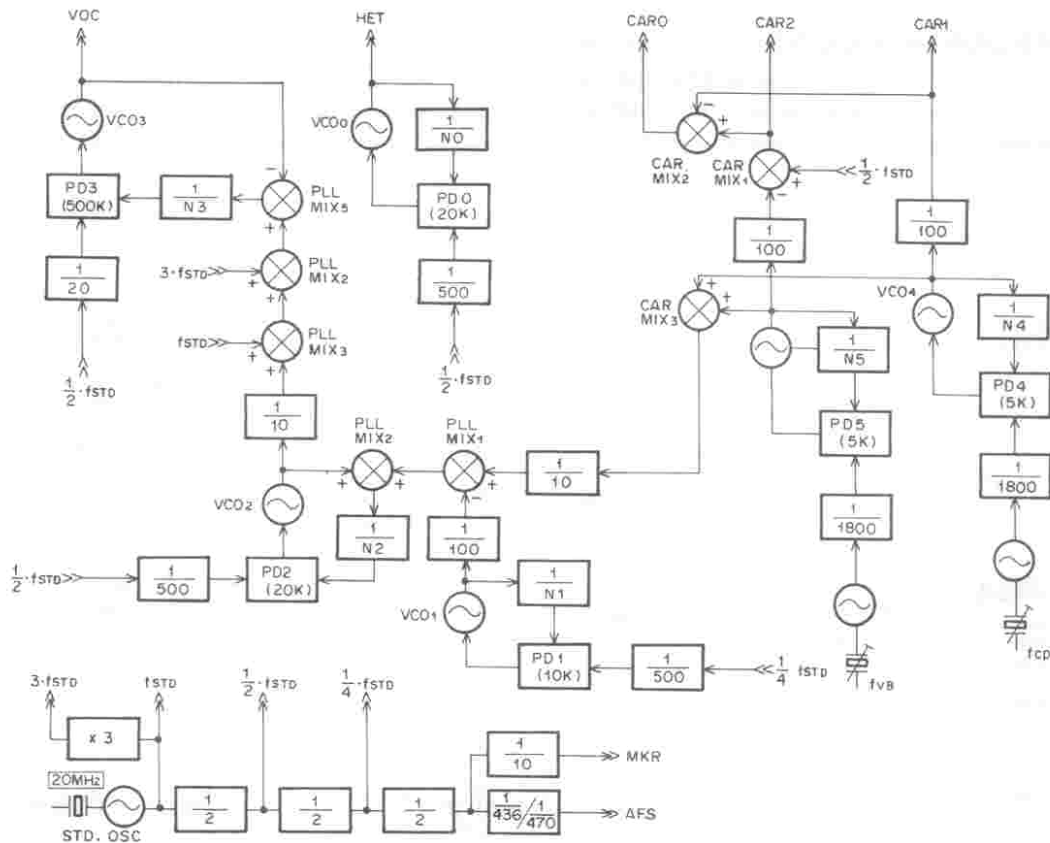 VOC
HET
CAR0
CAR2
CAR1
VCO3
VCO0
1/N0
CAR MIX2
CAR MIX1
1/2·fSTD
PD3 (500K)
1/N3
PLL MIX5
PD0 (20K)
1/100
1/100
1/20
3·fSTD
PLL MIX2
1/500
CAR MIX3
VCO4
1/N4
fSTD
PLL MIX3
1/N5
1/2·fSTD
1/2·fSTD
PD4 (5K)
1/10
PLL MIX2
PLL MIX1
PD5 (5K)
1/10
1/1800
VCO2
1/N2
1/100
1/1800
1/2·fSTD
1/500
PD2 (20K)
1/N1
VCO1
PD1 (10K)
1/500
1/4 fSTD
fVB
fCP
3·fSTD
fSTD
1/2·fSTD
1/4·fSTD
× 3
1/10
MKR
20MHz
1/2
1/2
1/2
1/436 / 1/470
AFS
STD. OSC